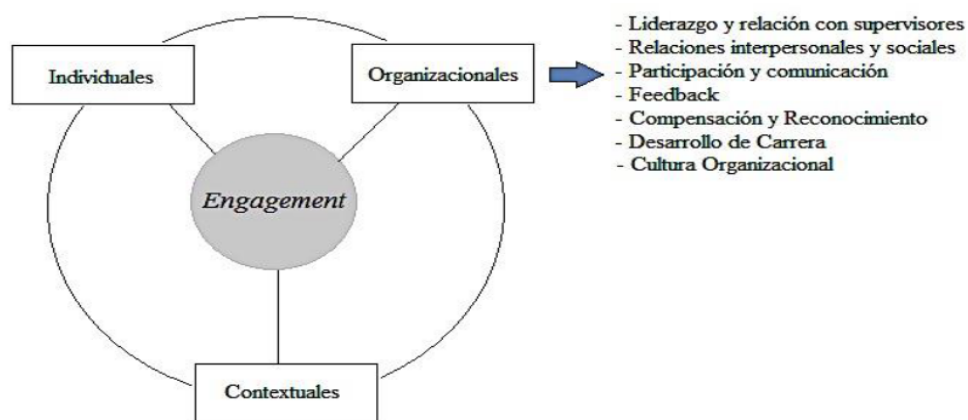 Individuales
Organizacionales
- Liderazgo y relación con supervisores
- Relaciones interpersonales y sociales
- Participación y comunicación
- Feedback
- Compensación y Reconocimiento
- Desarrollo de Carrera
- Cultura Organizacional
Engagement
Contextuales